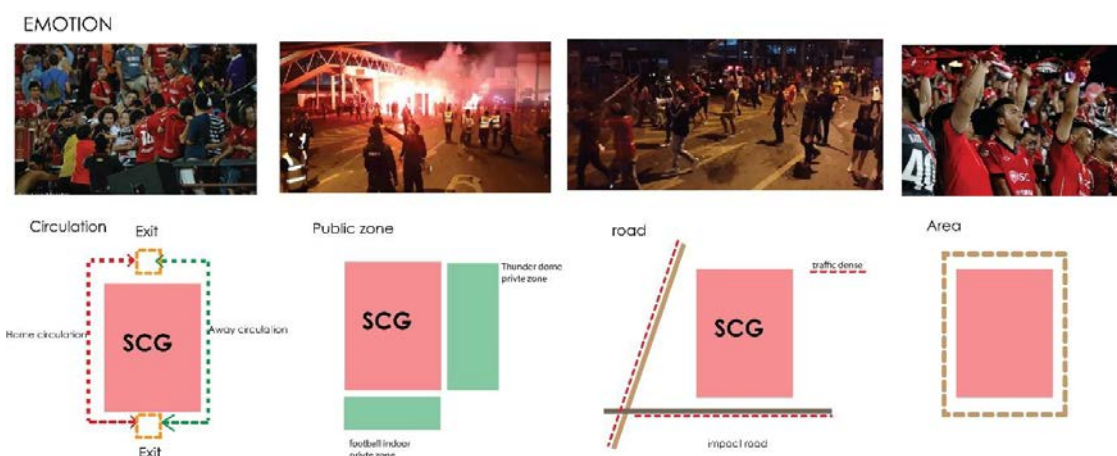 EMOTION
Circulation
Exit
Home circulation
SCG
Away circulation
Exit
Public zone
SCG
Thunder dome
privte zone
football indoor
privte zone
road
traffic dense
SCG
impact road
Area